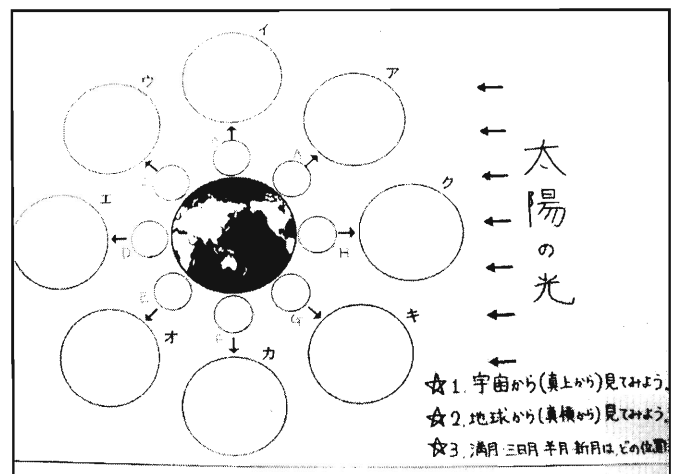 イ
ア
ウ
ク
A
エ
D
H
E
F
G
オ
カ
キ
太陽の光
☆1. 宇宙から(真上から)見てみよう。
☆2. 地球から(真横から)見てみよう。
☆3. 満月 三日月 半月 新月は、どの位置